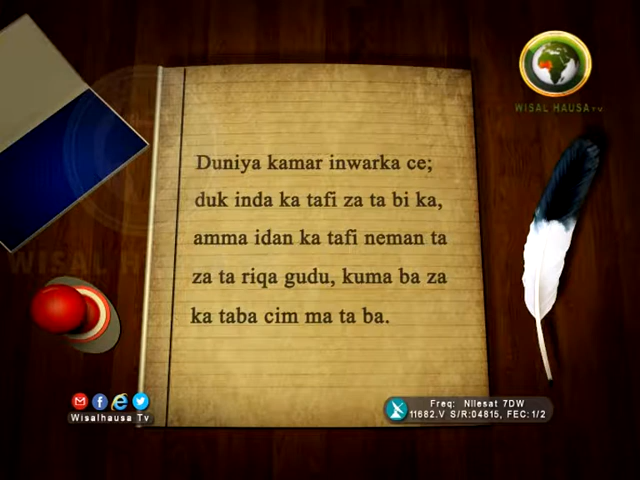 WISAL HAUSA TV
Duniya kamar inwarka ce;
duk inda ka tafi za ta bi ka,
amma idan ka tafi neman ta
za ta riqa gudu, kuma ba za
ka taba cim ma ta ba.
WISAL HA
Wisalhausa Tv
Freq: Nilesat 7DW
11682.V S/R:04815, FEC:1/2